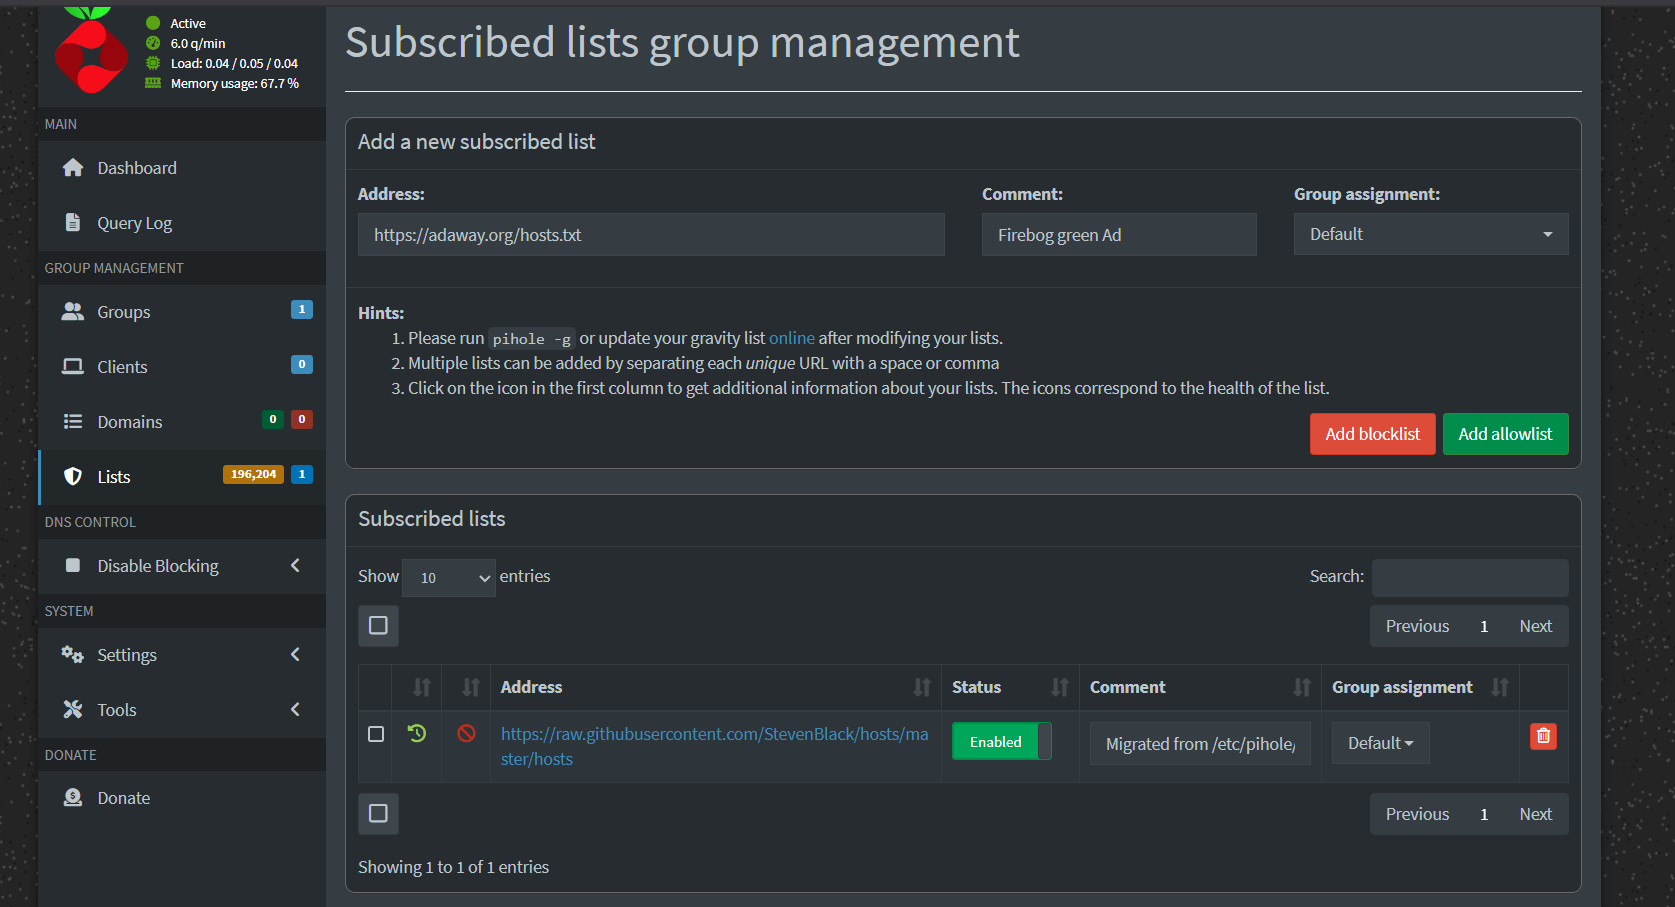 Active
6.0 q/min
Load: 0.04 / 0.05 / 0.04
Memory usage: 67.7 %
MAIN
Dashboard
Query Log
GROUP MANAGEMENT
Groups 1
Clients 0
Domains 0 0
Lists 196,204 1
DNS CONTROL
Disable Blocking
SYSTEM
Settings
Tools
DONATE
Donate
Subscribed lists group management
Add a new subscribed list
Address: Comment: Group assignment:
https://adaway.org/hosts.txt Firebog green Ad Default
Hints:
1. Please run pihole -g or update your gravity list online after modifying your lists.
2. Multiple lists can be added by separating each unique URL with a space or comma
3. Click on the icon in the first column to get additional information about your lists. The icons correspond to the health of the list.
Add blocklist Add allowlist
Subscribed lists
Show 10 entries Search:
Previous 1 Next
Address Status Comment Group assignment
https://raw.githubusercontent.com/StevenBlack/hosts/ma
ster/hosts
Enabled Migrated from /etc/pihole/ Default
Previous 1 Next
Showing 1 to 1 of 1 entries